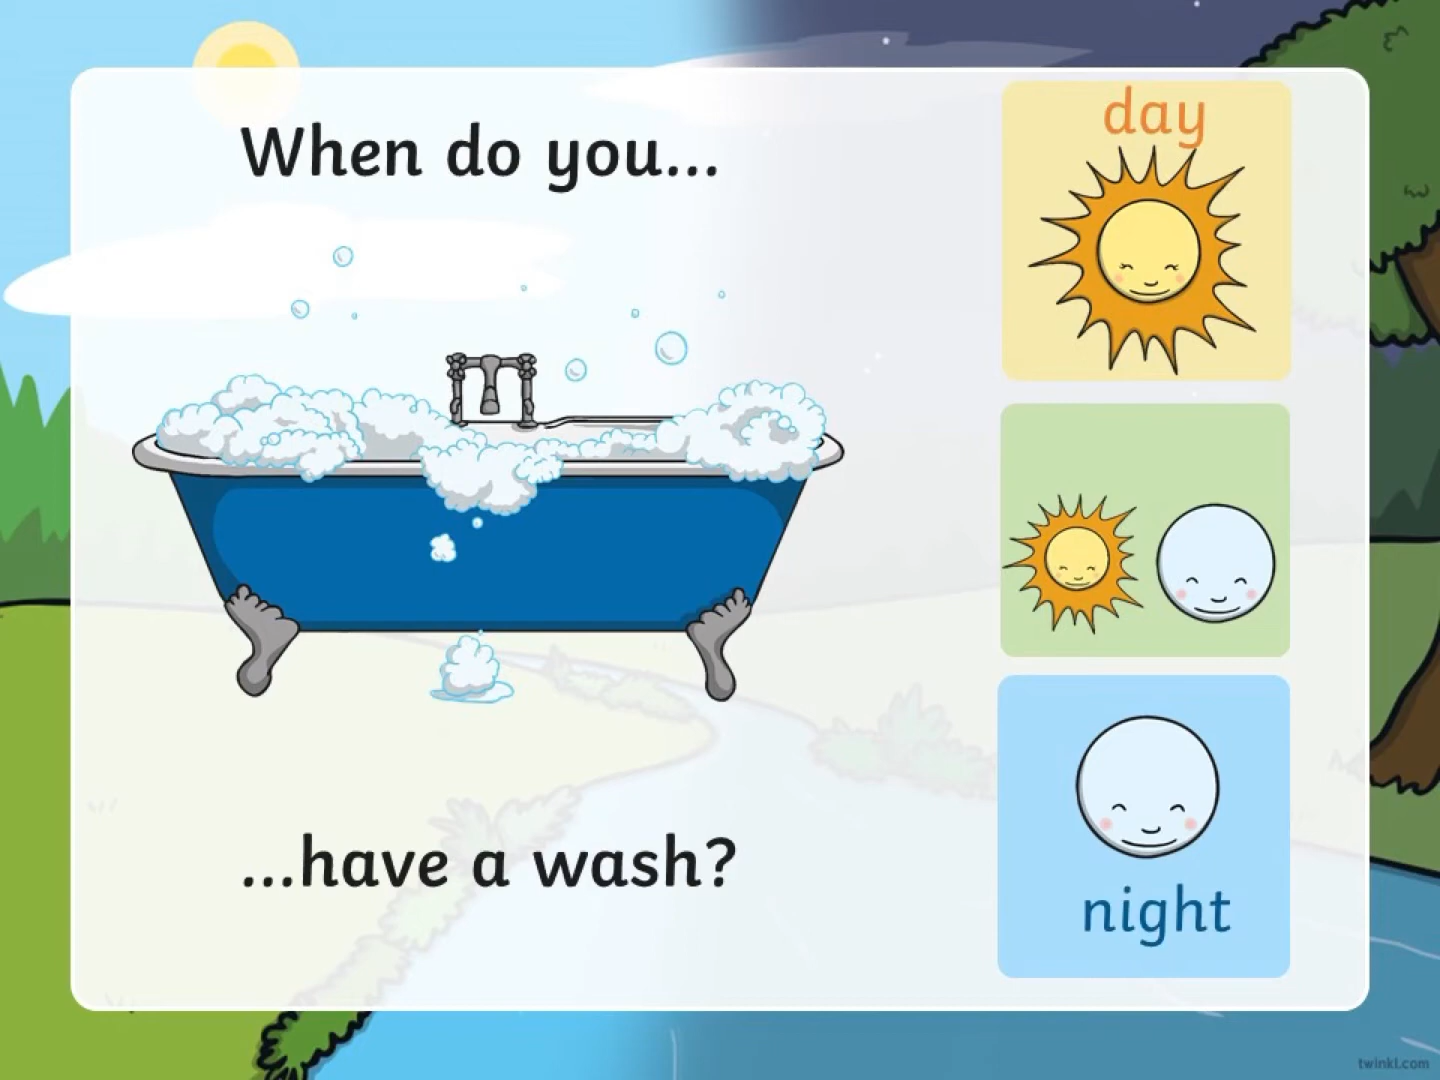 When do you...
...have a wash?
day
night
twinkl.com